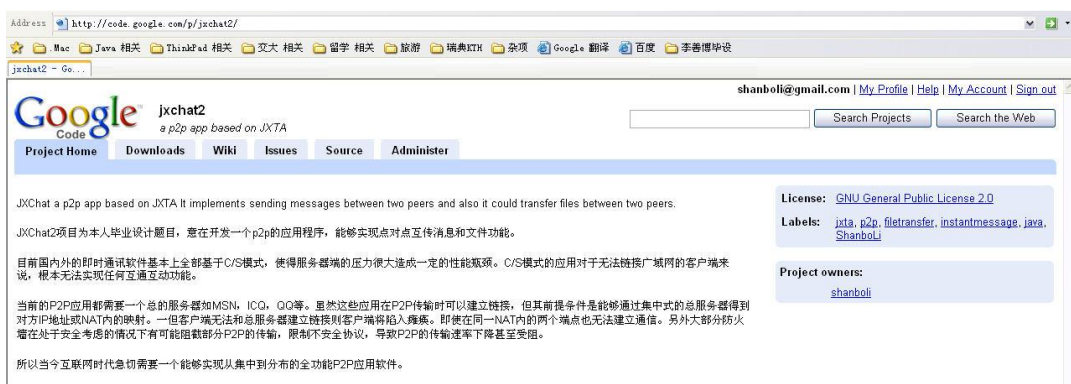 Address http://code.google.com/p/jxchat2/
.Mac Java 相关 ThinkPad 相关 交大 相关 留学 相关 旅游 瑞典KTH 杂项 Google 翻译 百度 李善博毕设
jxchat2 - Go...
shanboli@gmail.com | My Profile | Help | My Account | Sign out
Google Code
jxchat2
a p2p app based on JXTA
Search Projects Search the Web
Project Home Downloads Wiki Issues Source Administer
JXChat a p2p app based on JXTA It implements sending messages between two peers and also it could transfer files between two peers.
JXChat2项目为本人毕业设计题目，意在开发一个p2p的应用程序，能够实现点对点互传消息和文件功能。
目前国内外的即时通讯软件基本上全部基于C/S模式，使得服务器端的压力很大造成一定的性能瓶颈。C/S模式的应用对于无法链接广域网的客户端来
说，根本无法实现任何互通互动功能。
当前的P2P应用都需要一个总的服务器如MSN，ICQ，QQ等。虽然这些应用在P2P传输时可以建立链接，但其前提条件是能够通过集中式的总服务器得到
对方IP地址或NAT内的映射。一但客户端无法和总服务器建立链接则客户端将陷入瘫痪。即使在同一NAT内的两个端点也无法建立通信。另外大部分防火
墙在处于安全考虑的情况下有可能阻截部分P2P的传输，限制不安全协议，导致P2P的传输速率下降甚至受阻。
所以当今互联网时代急切需要一个能够实现从集中到分布的全功能P2P应用软件。
License: GNU General Public License 2.0
Labels: jxta, p2p, filetransfer, instantmessage, java,
ShanboLi
Project owners:
shanboli